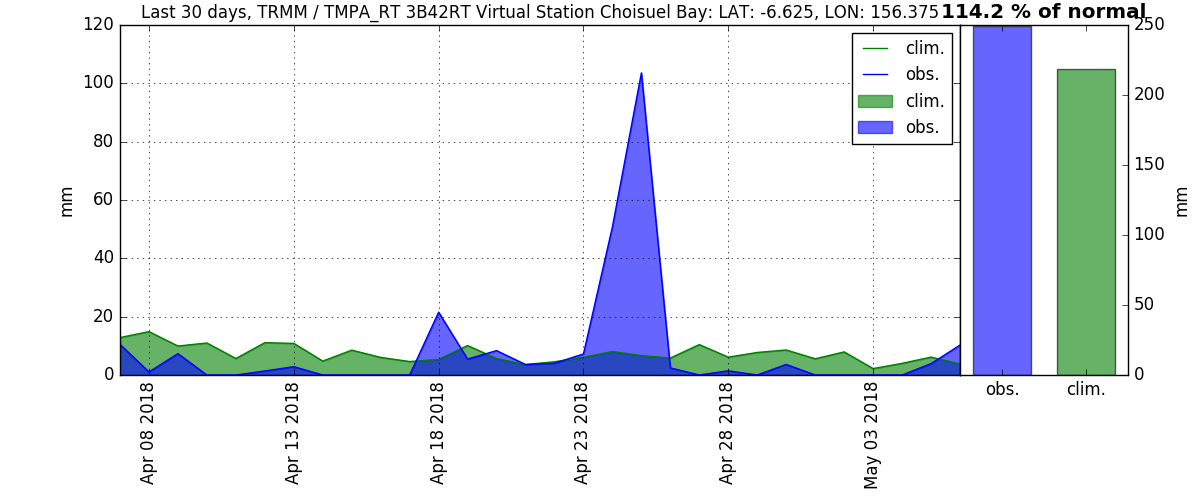 Last 30 days, TRMM / TMPA_RT 3B42RT Virtual Station Choisuel Bay: LAT: -6.625, LON: 156.375
114.2 % of normal
120
100
80
60
40
20
0
mm
clim.
obs.
clim.
obs.
Apr 08 2018
Apr 13 2018
Apr 18 2018
Apr 23 2018
Apr 28 2018
May 03 2018
250
200
150
100
50
0
mm
obs.
clim.